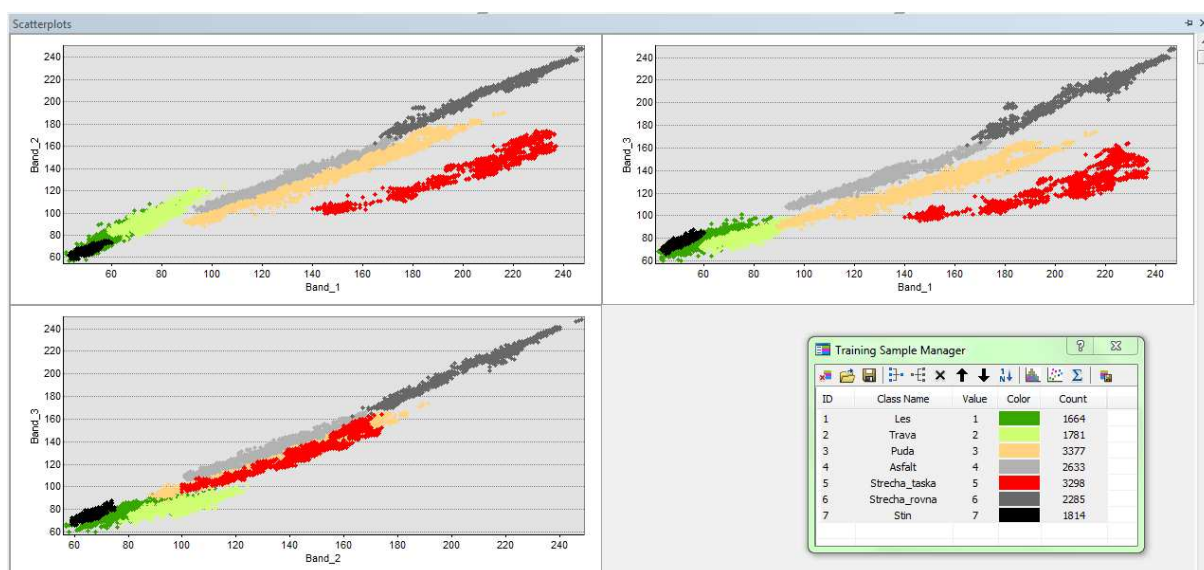 Scatterplots
Band_2
240
220
200
180
160
140
120
100
80
60
60 80 100 120 140 160 180 200 220 240
Band_1
Band_3
240
220
200
180
160
140
120
100
80
60
60 80 100 120 140 160 180 200 220 240
Band_1
Band_3
240
220
200
180
160
140
120
100
80
60
60 80 100 120 140 160 180 200 220 240
Band_2
Training Sample Manager
ID Class Name Value Color Count
1 Les 1 1664
2 Trava 2 1781
3 Puda 3 3377
4 Asfalt 4 2633
5 Strecha_taska 5 3298
6 Strecha_rovna 6 2285
7 Stin 7 1814